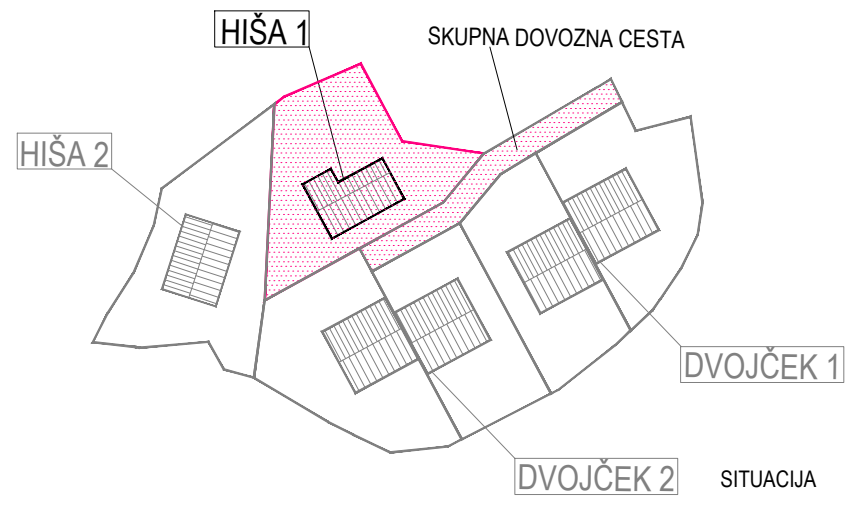 HIŠA 1
SKUPNA DOVOZNA CESTA
HIŠA 2
DVOJČEK 1
DVOJČEK 2
SITUACIJA